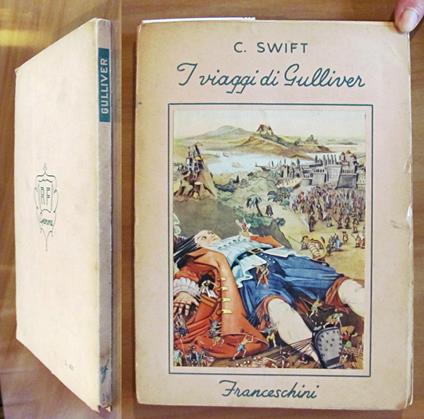 GULLIVER
C. SWIFT
I viaggi di Gulliver
Franceschini